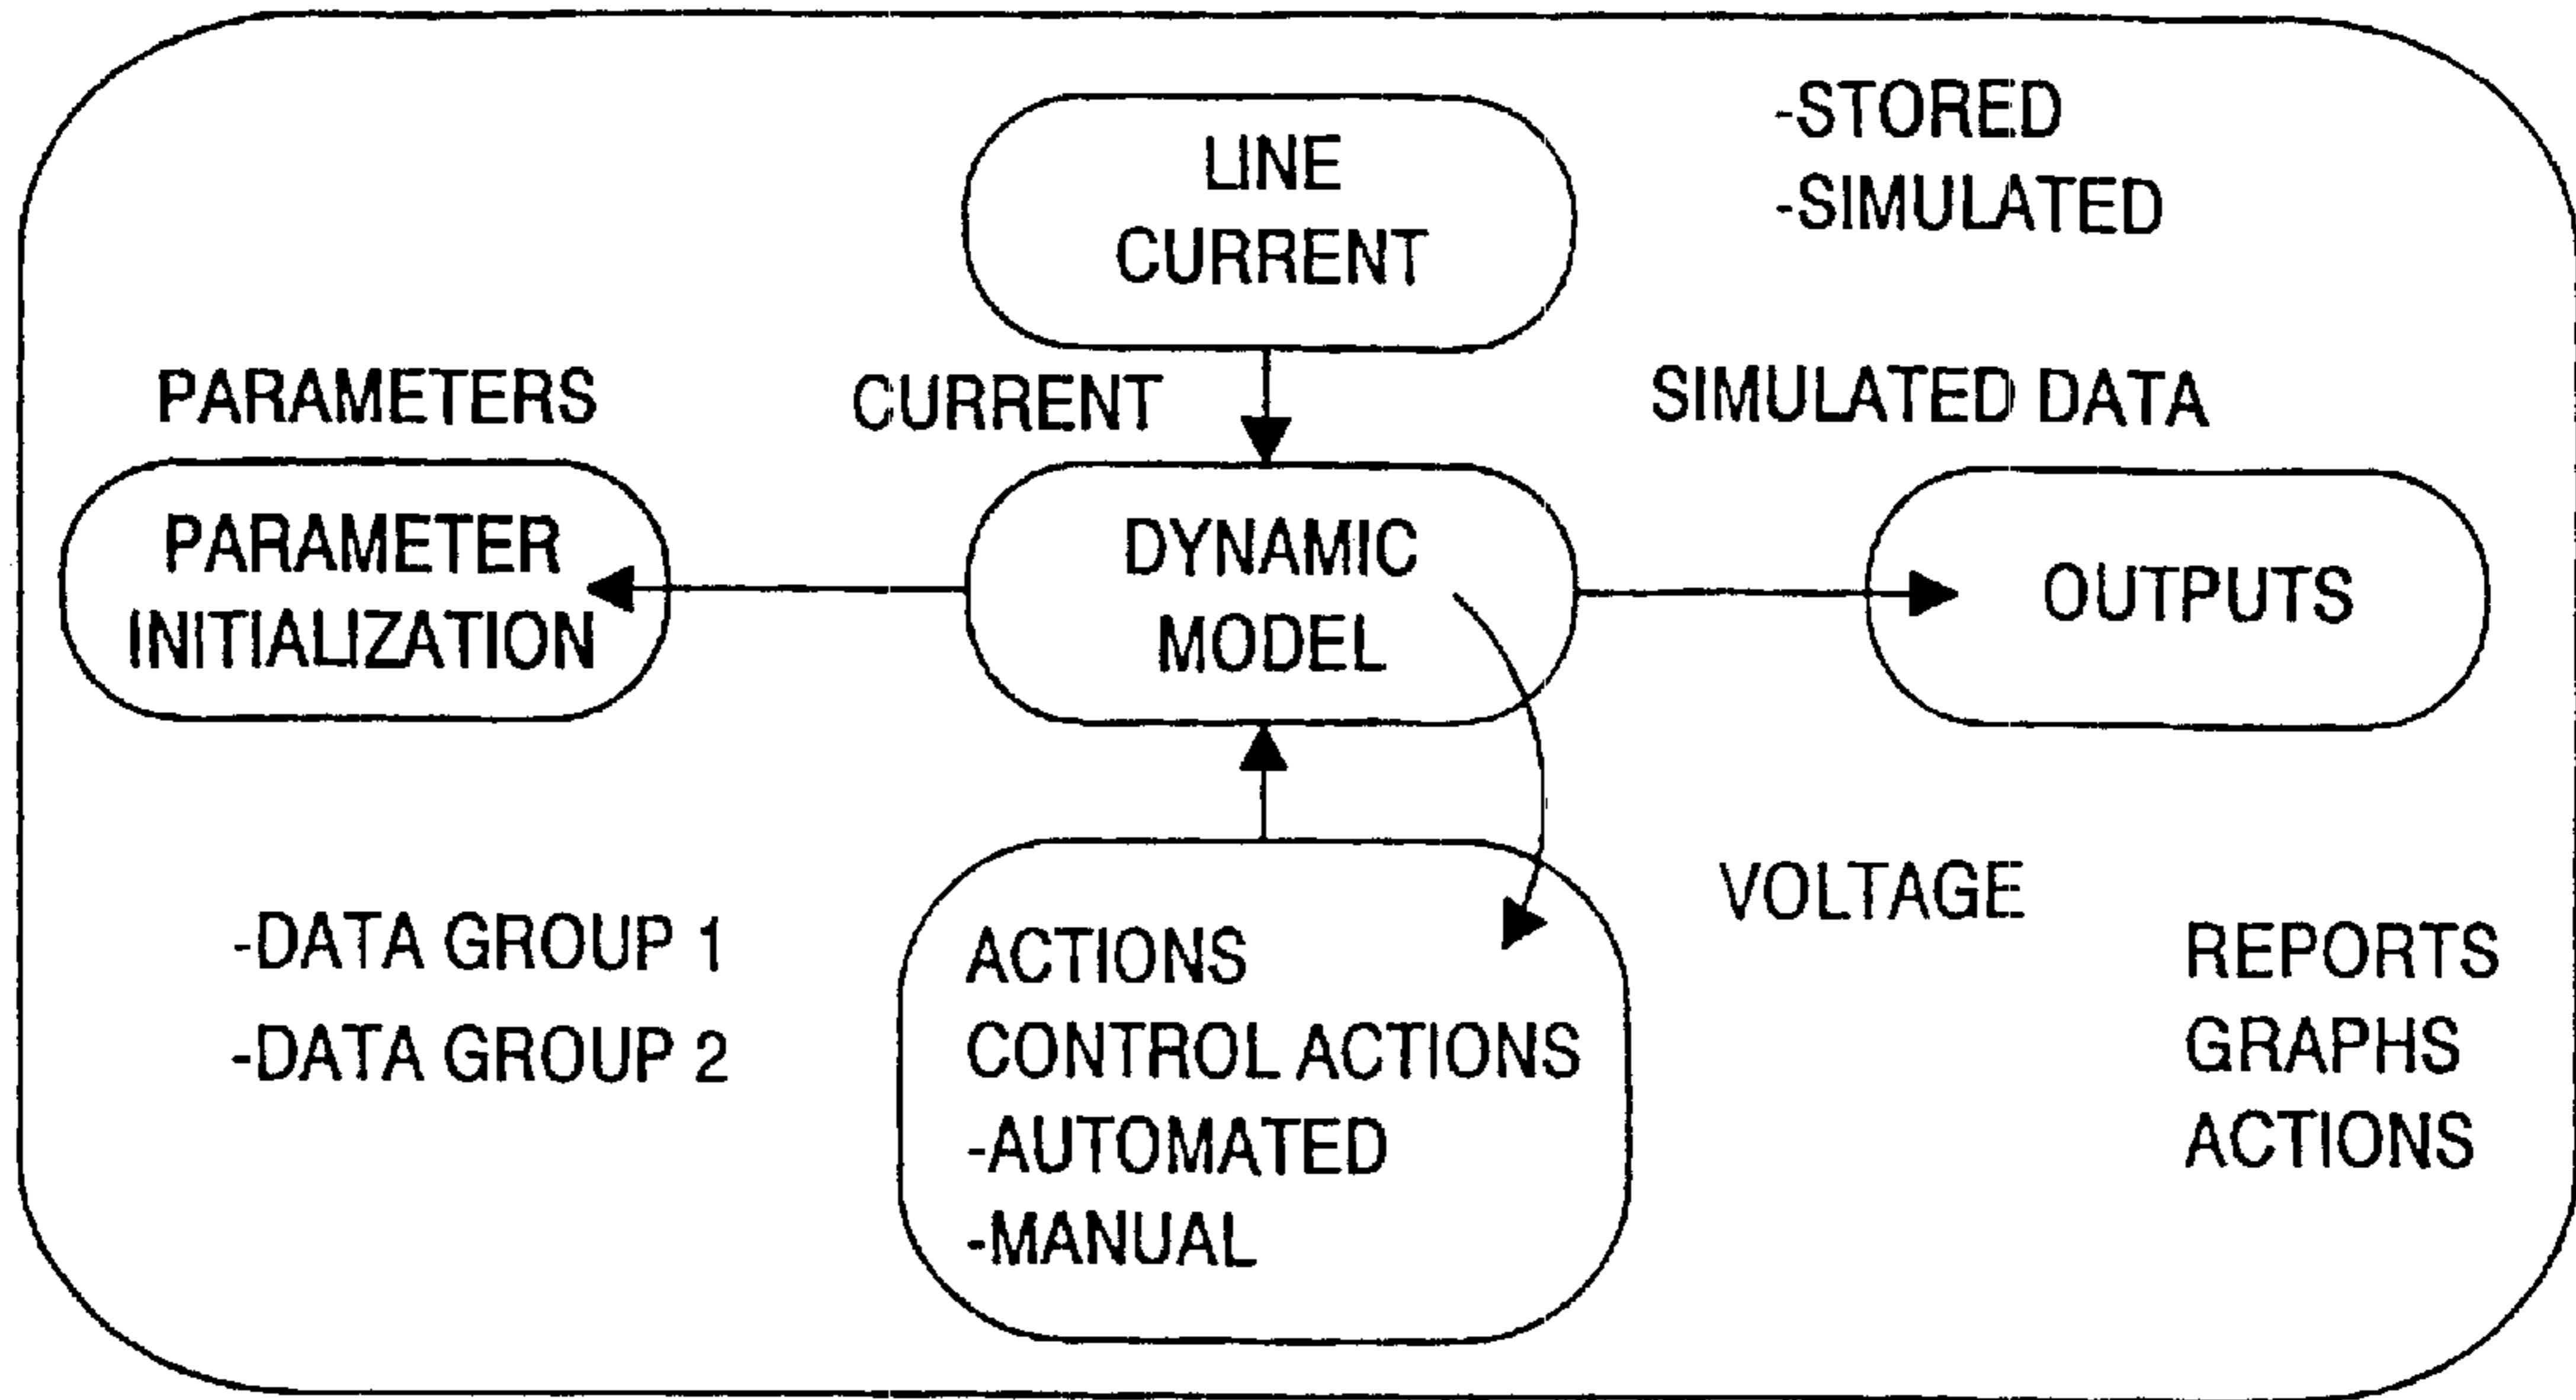 LINE
CURRENT
-STORED
-SIMULATED
PARAMETERS
CURRENT
SIMULATED DATA
PARAMETER
INITIALIZATION
DYNAMIC
MODEL
OUTPUTS
-DATA GROUP 1
-DATA GROUP 2
ACTIONS
CONTROL ACTIONS
-AUTOMATED
-MANUAL
VOLTAGE
REPORTS
GRAPHS
ACTIONS